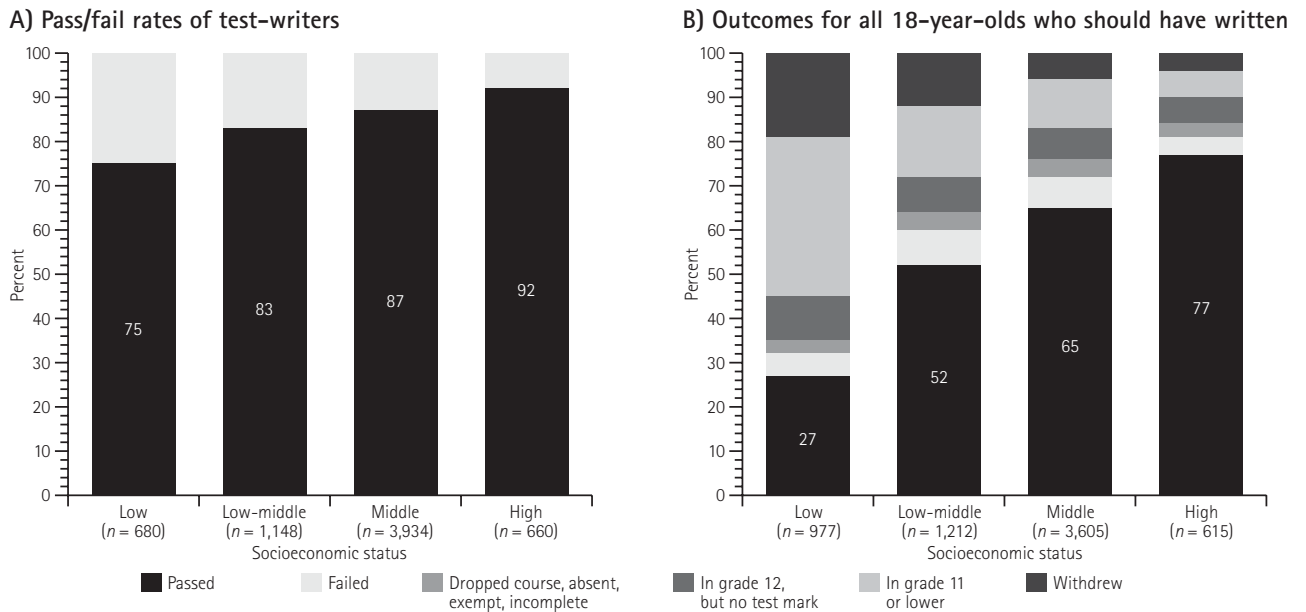 A) Pass/fail rates of test-writers
100
90
80
70
60
50
40
30
20
10
0
Percent
75
83
87
92
Low
(n = 680)
Low-middle
(n = 1,148)
Middle
(n = 3,934)
High
(n = 660)
Socioeconomic status
B) Outcomes for all 18-year-olds who should have written
100
90
80
70
60
50
40
30
20
10
0
Percent
27
52
65
77
Low
(n = 977)
Low-middle
(n = 1,212)
Middle
(n = 3,605)
High
(n = 615)
Socioeconomic status
Passed
Failed
Dropped course, absent,
exempt, incomplete
In grade 12,
but no test mark
In grade 11
or lower
Withdrew